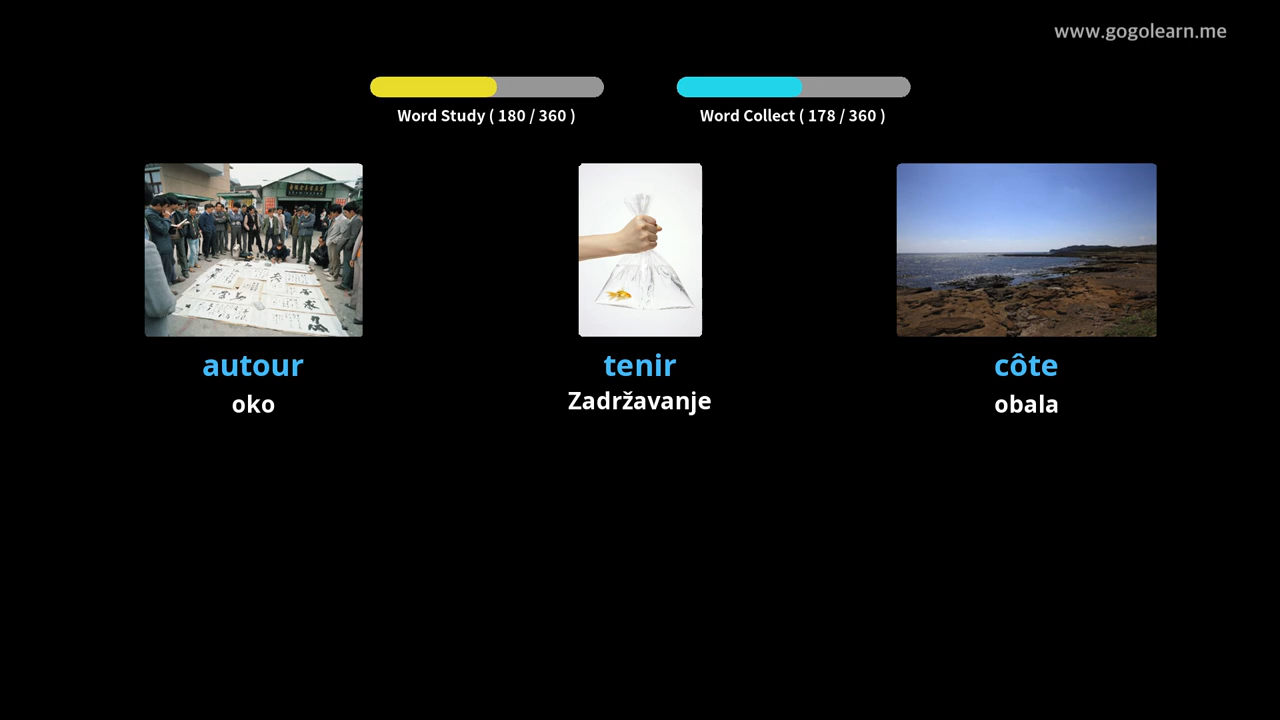 www.gogolearn.me
Word Study ( 180 / 360 )
Word Collect ( 178 / 360 )
autour
tenir
côte
oko
Zadržavanje
obala